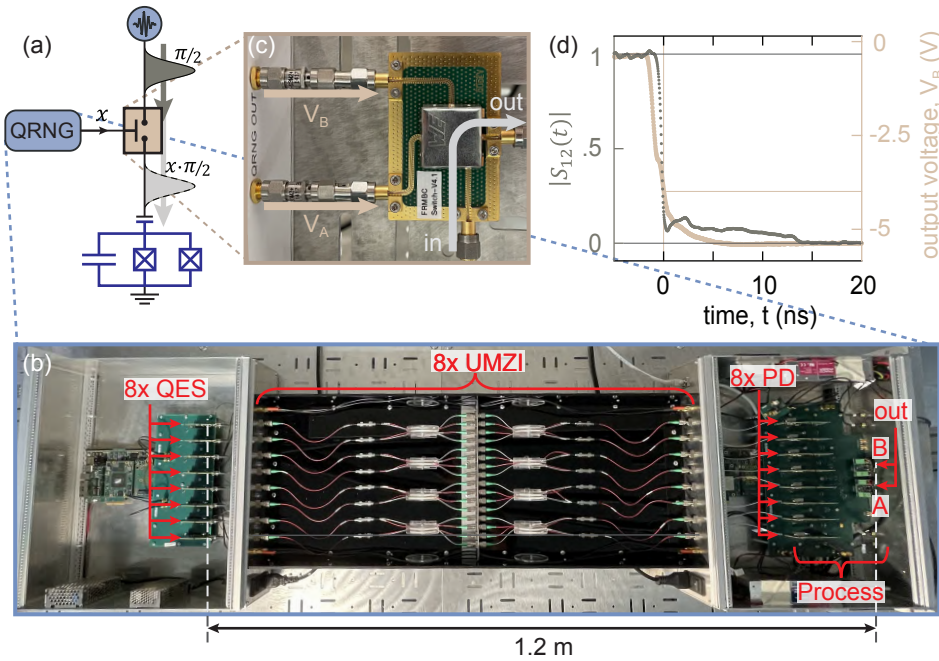 (a)
π/2
QRNG
x
x·π/2
(c)
QRNG OUT
V_B
V_A
out
in
FRMBC
Switch-V4.1
(d)
|S₁₂(t)|
1
.5
0
0
-2.5
-5
output voltage, V_B (V)
0
10
20
time, t (ns)
(b)
8x QES
8x UMZI
8x PD
out
B
A
Process
1.2 m